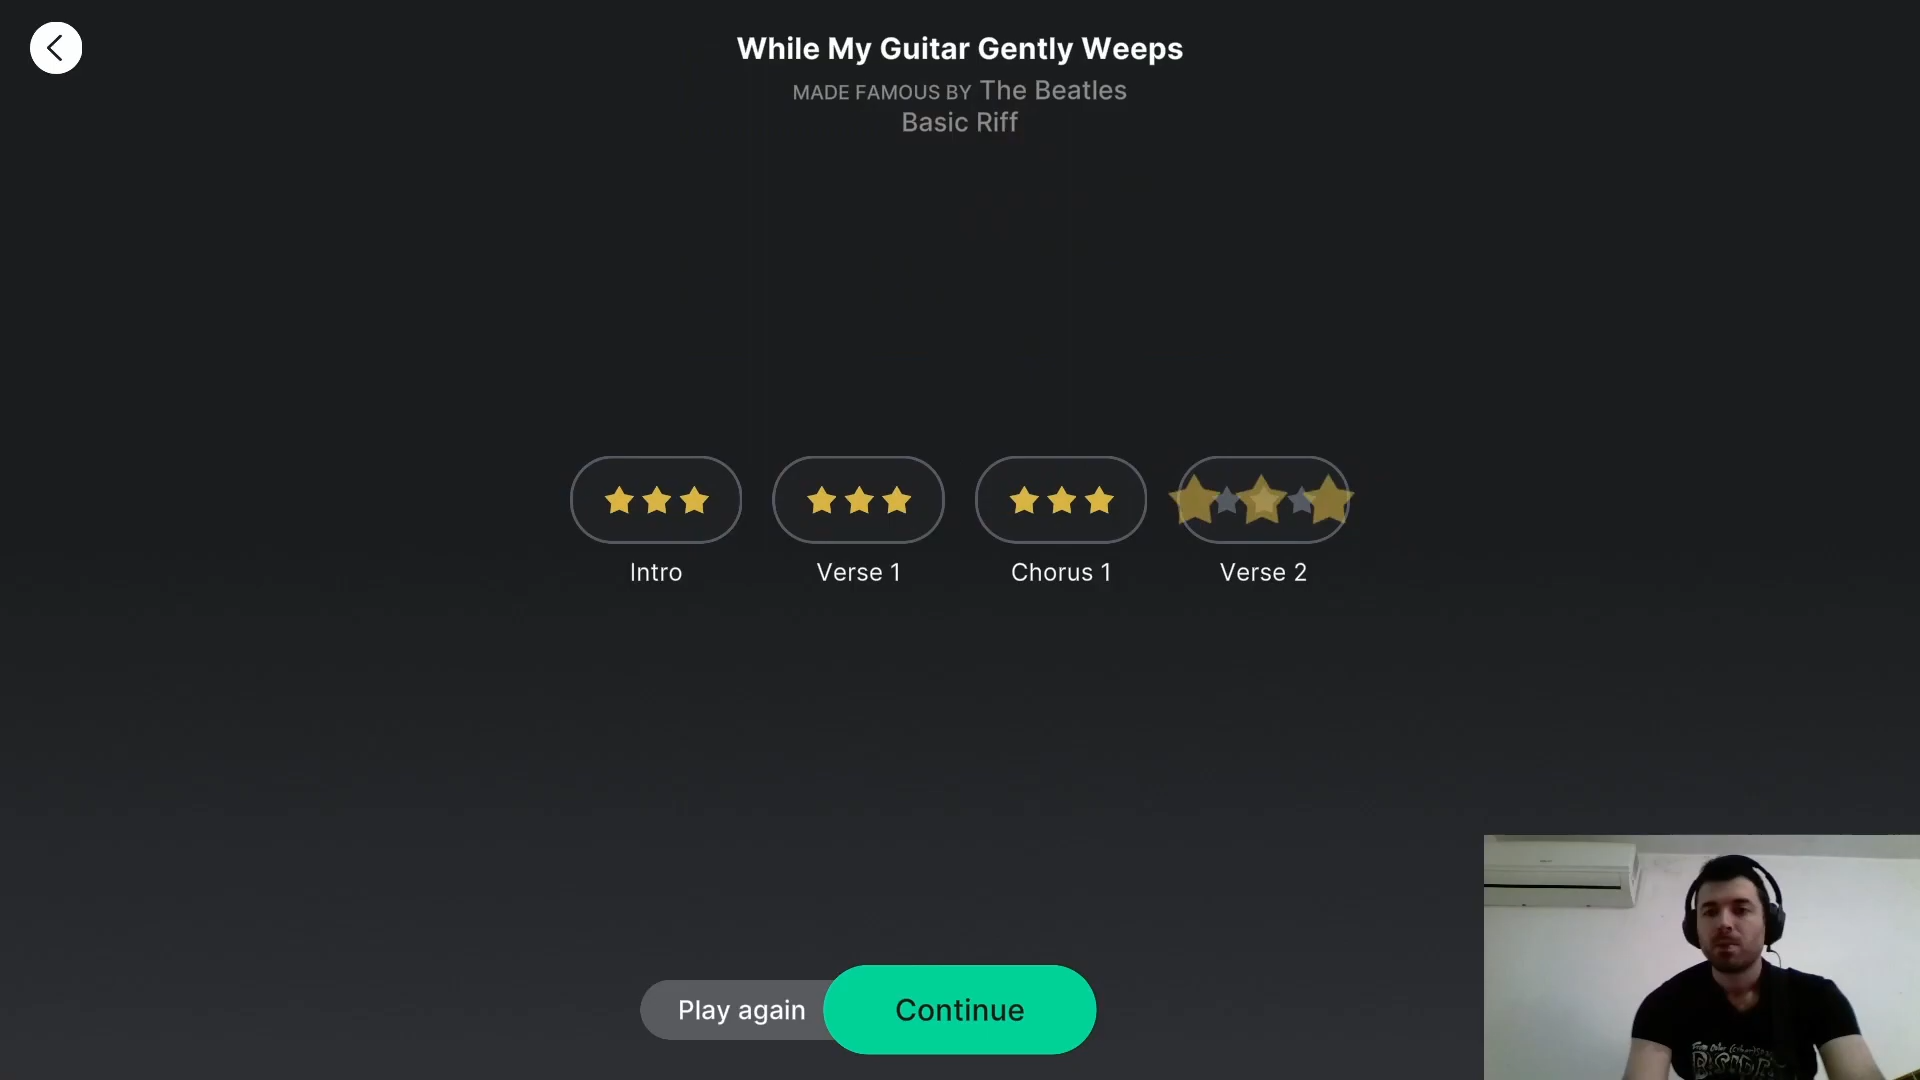 While My Guitar Gently Weeps
MADE FAMOUS BY The Beatles
Basic Riff
Intro
Verse 1
Chorus 1
Verse 2
Play again
Continue